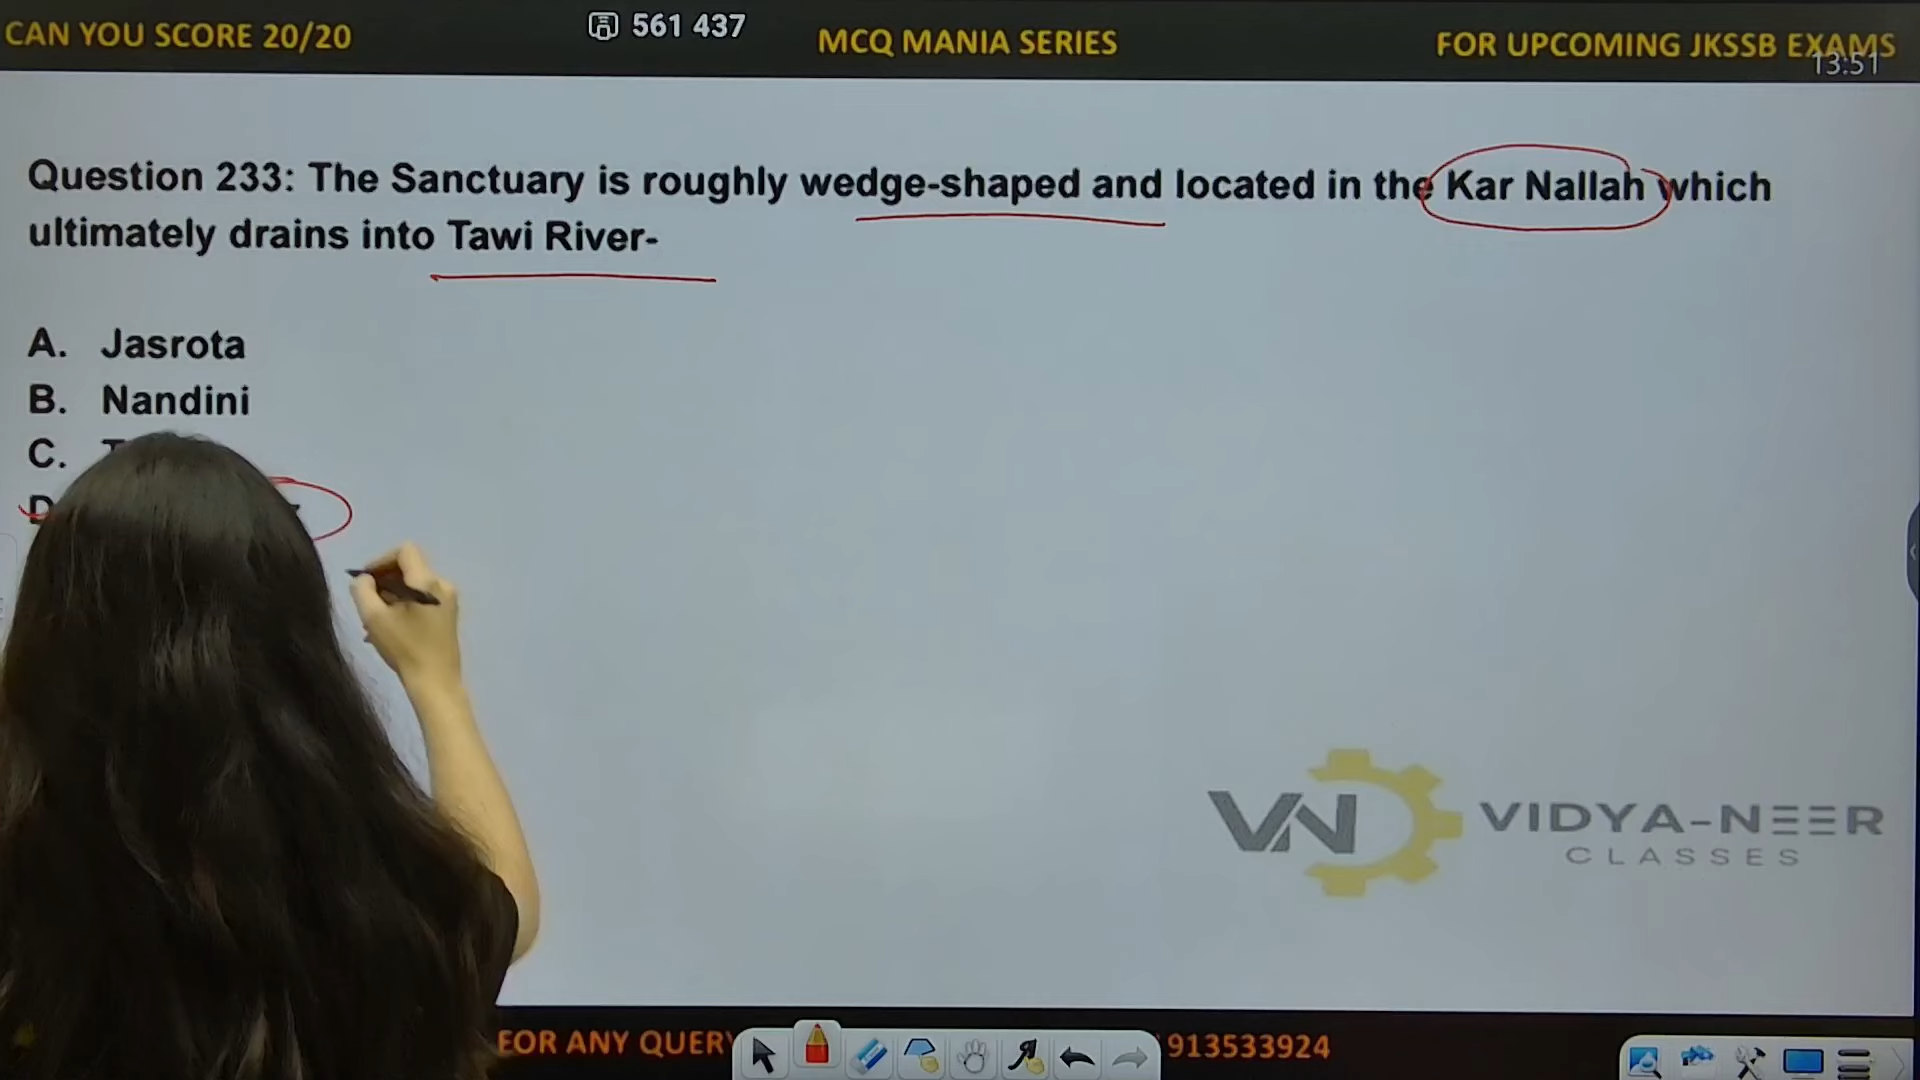 CAN YOU SCORE 20/20
561 437
MCQ MANIA SERIES
FOR UPCOMING JKSSB EXAMS
13:51
Question 233: The Sanctuary is roughly wedge-shaped and located in the Kar Nallah which
ultimately drains into Tawi River-
A. Jasrota
B. Nandini
C.
D
VN
VIDYA-NEER
CLASSES
FOR ANY QUERY
913533924